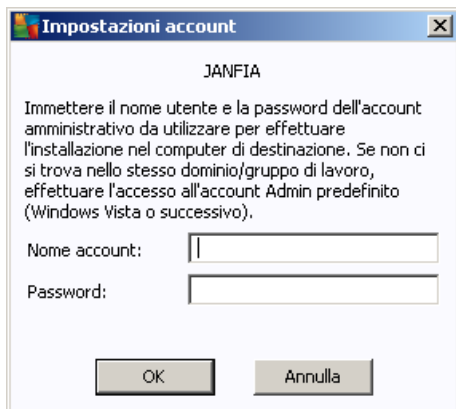 Impostazioni account
JANFIA
Immettere il nome utente e la password dell'account
amministrativo da utilizzare per effettuare
l'installazione nel computer di destinazione. Se non ci
si trova nello stesso dominio/gruppo di lavoro,
effettuare l'accesso all'account Admin predefinito
(Windows Vista o successivo).
Nome account:
Password:
OK
Annulla